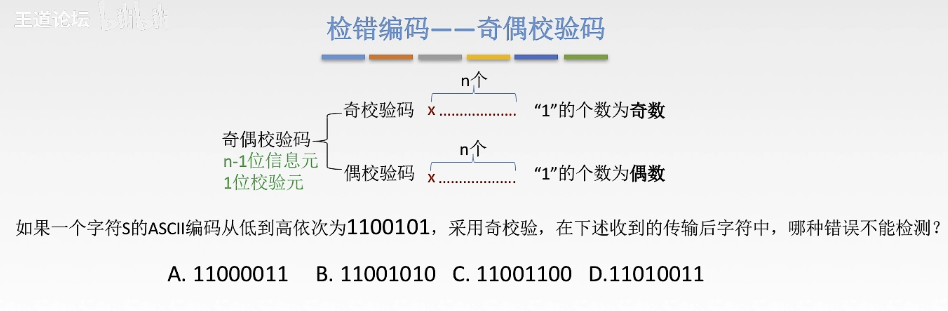 王道论坛
检错编码——奇偶校验码
n个
奇校验码 x ................... “1”的个数为奇数
奇偶校验码
n-1位信息元
1位校验元
n个
偶校验码 x ................... “1”的个数为偶数
如果一个字符S的ASCII编码从低到高依次为1100101，采用奇校验，在下述收到的传输后字符中，哪种错误不能检测？
A. 11000011 B. 11001010 C. 11001100 D.11010011